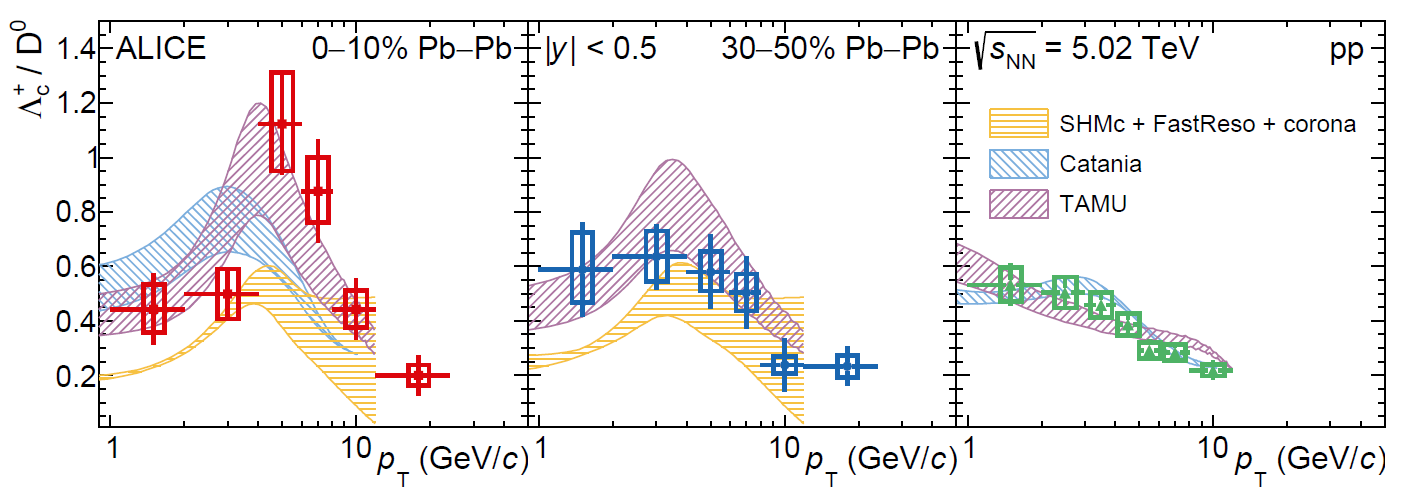 Λc+ / D0
1.4
1.2
1
0.8
0.6
0.4
0.2
ALICE 0−10% Pb−Pb
1 10
pT (GeV/c)
|y| < 0.5 30−50% Pb−Pb
1 10
pT (GeV/c)
√sNN = 5.02 TeV pp
SHMc + FastReso + corona
Catania
TAMU
1 10
pT (GeV/c)